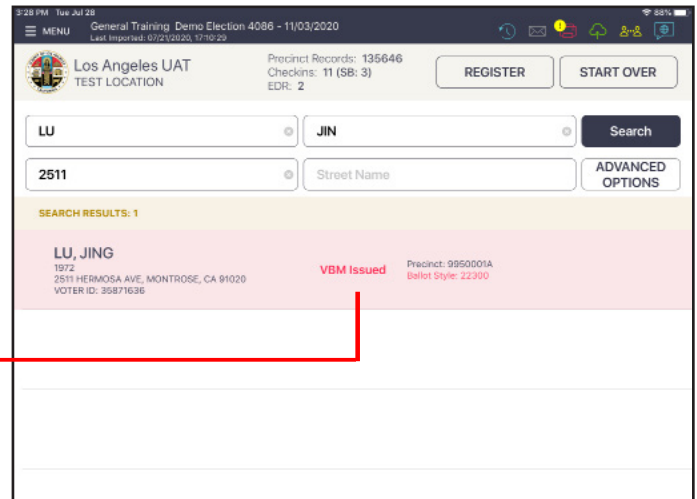 3:28 PM Tue Jul 28
88%
MENU
General Training Demo Election 4086 - 11/03/2020
Last Imported: 07/21/2020, 17:10:29
Los Angeles UAT
TEST LOCATION
Precinct Records: 135646
Checkins: 11 (SB: 3)
EDR: 2
REGISTER
START OVER
LU
JIN
Search
2511
Street Name
ADVANCED
OPTIONS
SEARCH RESULTS: 1
LU, JING
1972
2511 HERMOSA AVE, MONTROSE, CA 91020
VOTER ID: 35871636
VBM Issued
Precinct: 9950001A
Ballot Style: 22300